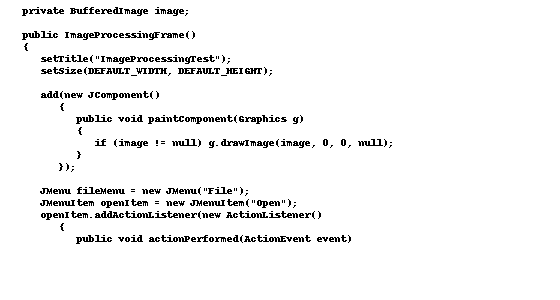 private BufferedImage image;
public ImageProcessingFrame()
{
setTitle("ImageProcessingTest");
setSize(DEFAULT_WIDTH, DEFAULT_HEIGHT);
add(new JComponent()
{
public void paintComponent(Graphics g)
{
if (image != null) g.drawImage(image, 0, 0, null);
}
});
JMenu fileMenu = new JMenu("File");
JMenuItem openItem = new JMenuItem("Open");
openItem.addActionListener(new ActionListener()
{
public void actionPerformed(ActionEvent event)